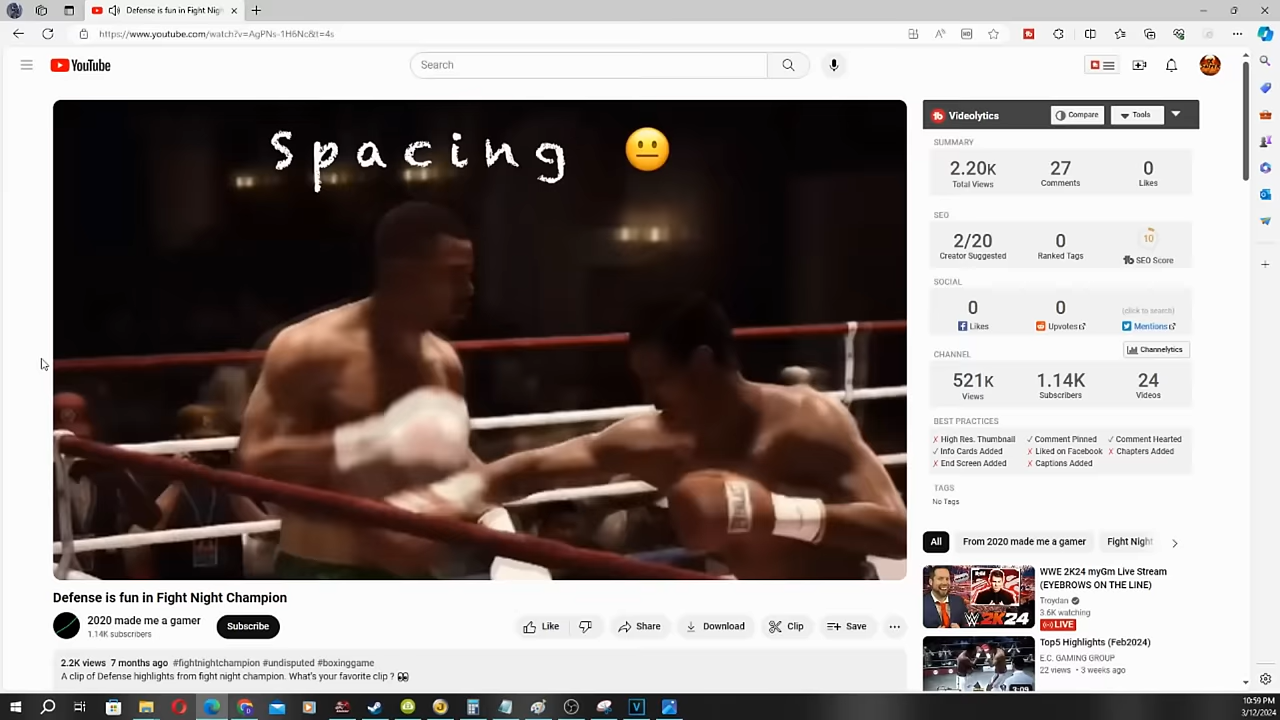 Defense is fun in Fight Nigh
https://www.youtube.com/watch?v=AgPNs-1H6Nc&t=4s
YouTube
Search
Spacing 😐
Videolytics
Compare
Tools
SUMMARY
2.20K
Total Views
27
Comments
0
Likes
SEO
2/20
Creator Suggested
0
Ranked Tags
10
SEO Score
SOCIAL
0
Likes
0
Upvotes
(click to search)
Mentions
CHANNEL
Channelytics
521K
Views
1.14K
Subscribers
24
Videos
BEST PRACTICES
✗ High Res. Thumbnail ✓ Comment Pinned ✓ Comment Hearted
✓ Info Cards Added ✗ Liked on Facebook ✗ Chapters Added
✗ End Screen Added ✗ Captions Added
TAGS
No Tags
All
From 2020 made me a gamer
Fight Night
WWE 2K24 myGm Live Stream
(EYEBROWS ON THE LINE)
Troydan
3.6K watching
LIVE
Top5 Highlights (Feb2024)
E.C. GAMING GROUP
22 views • 3 weeks ago
3:09
Defense is fun in Fight Night Champion
2020 made me a gamer
1.14K subscribers
Subscribe
Like
Share
Download
Clip
Save
2.2K views 7 months ago #fightnightchampion #undisputed #boxinggame
A clip of Defense highlights from fight night champion. What's your favorite clip ? 👀
10:59 PM
3/12/2024